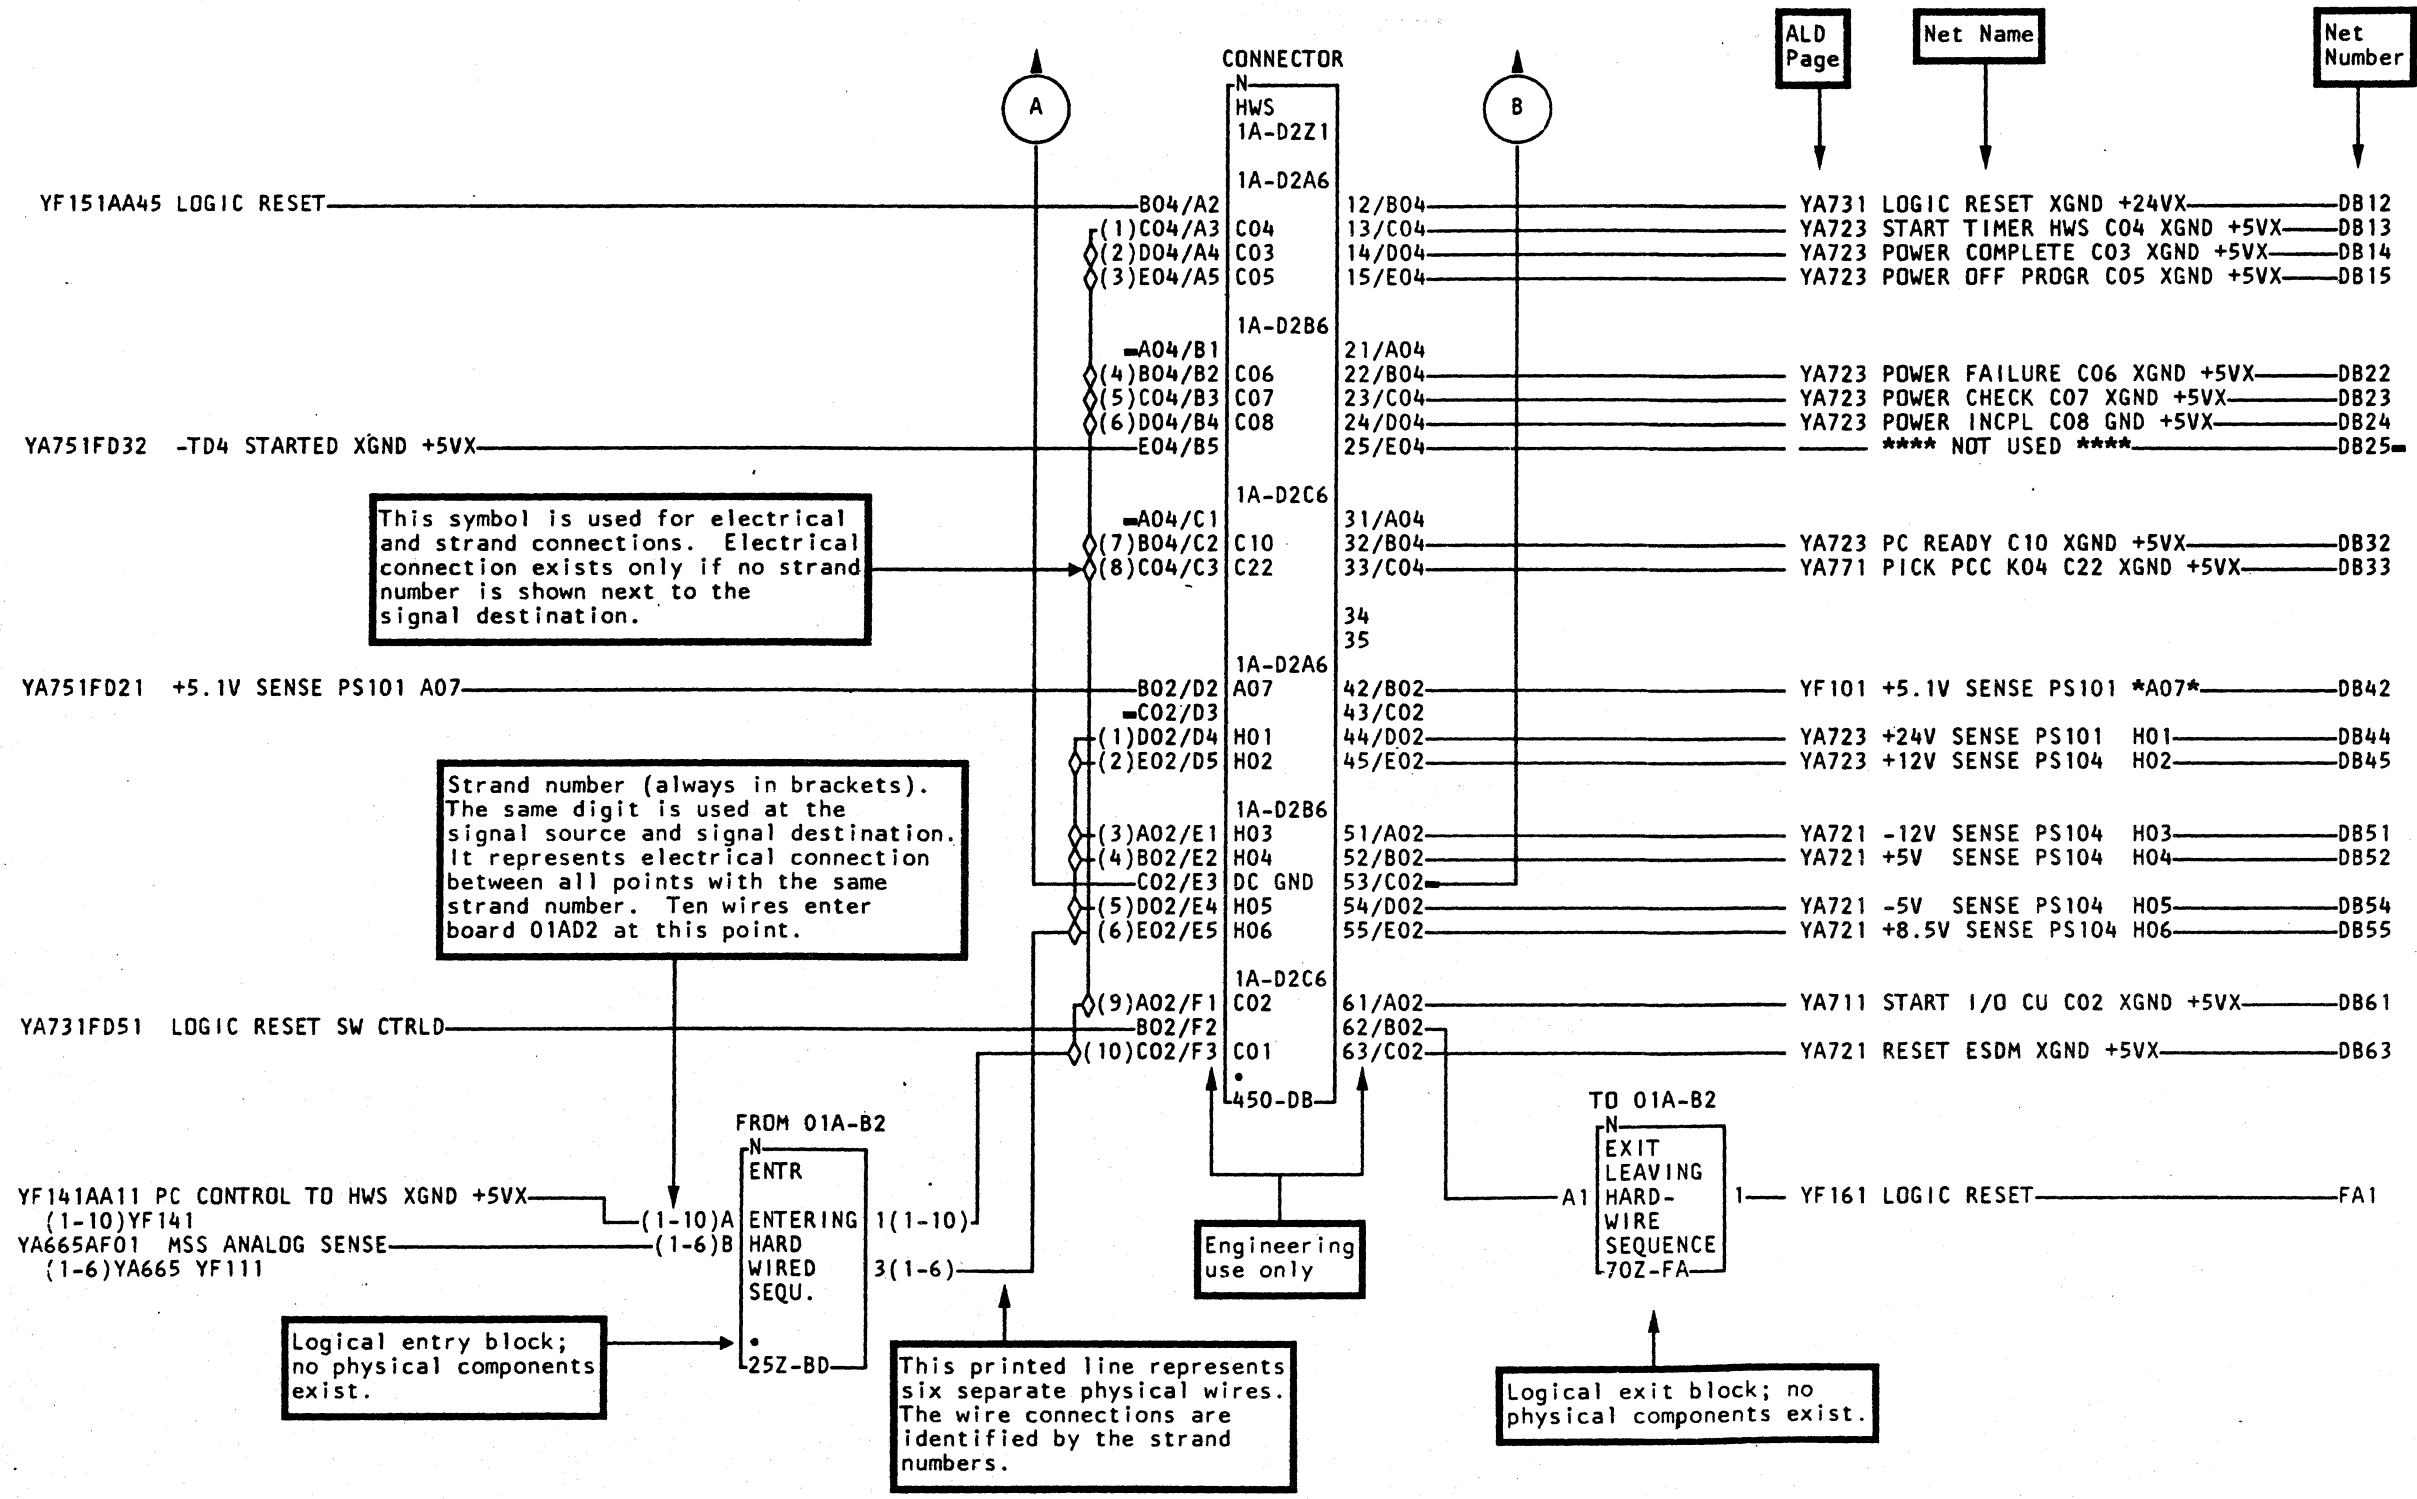 ALD
Page
Net Name
Net
Number
CONNECTOR
A
N
HWS
1A-D2Z1
B
1A-D2A6
YF151AA45 LOGIC RESET B04/A2 12/B04 YA731 LOGIC RESET XGND +24VX DB12
(1)C04/A3 C04 13/C04 YA723 START TIMER HWS C04 XGND +5VX DB13
(2)D04/A4 C03 14/D04 YA723 POWER COMPLETE C03 XGND +5VX DB14
(3)E04/A5 C05 15/E04 YA723 POWER OFF PROGR C05 XGND +5VX DB15
1A-D2B6
A04/B1 21/A04
(4)B04/B2 C06 22/B04 YA723 POWER FAILURE C06 XGND +5VX DB22
(5)C04/B3 C07 23/C04 YA723 POWER CHECK C07 XGND +5VX DB23
(6)D04/B4 C08 24/D04 YA723 POWER INCPL C08 GND +5VX DB24
YA751FD32 -TD4 STARTED XGND +5VX E04/B5 25/E04 **** NOT USED **** DB25
1A-D2C6
This symbol is used for electrical
and strand connections. Electrical
connection exists only if no strand
number is shown next to the
signal destination.
A04/C1 31/A04
(7)B04/C2 C10 32/B04 YA723 PC READY C10 XGND +5VX DB32
(8)C04/C3 C22 33/C04 YA771 PICK PCC K04 C22 XGND +5VX DB33
34
35
1A-D2A6
YA751FD21 +5.1V SENSE PS101 A07 B02/D2 A07 42/B02 YF101 +5.1V SENSE PS101 *A07* DB42
C02/D3 43/C02
(1)D02/D4 H01 44/D02 YA723 +24V SENSE PS101 H01 DB44
(2)E02/D5 H02 45/E02 YA723 +12V SENSE PS104 H02 DB45
Strand number (always in brackets).
The same digit is used at the
signal source and signal destination.
It represents electrical connection
between all points with the same
strand number. Ten wires enter
board 01AD2 at this point.
1A-D2B6
(3)A02/E1 H03 51/A02 YA721 -12V SENSE PS104 H03 DB51
(4)B02/E2 H04 52/B02 YA721 +5V SENSE PS104 H04 DB52
C02/E3 DC GND 53/C02
(5)D02/E4 H05 54/D02 YA721 -5V SENSE PS104 H05 DB54
(6)E02/E5 H06 55/E02 YA721 +8.5V SENSE PS104 H06 DB55
1A-D2C6
(9)A02/F1 C02 61/A02 YA711 START I/O CU C02 XGND +5VX DB61
YA731FD51 LOGIC RESET SW CTRLD B02/F2 62/B02
(10)C02/F3 C01 63/C02 YA721 RESET ESDM XGND +5VX DB63
450-DB
FROM 01A-B2
N
ENTR
YF141AA11 PC CONTROL TO HWS XGND +5VX
(1-10)YF141 (1-10)A ENTERING 1(1-10)
YA665AF01 MSS ANALOG SENSE (1-6)B HARD
(1-6)YA665 YF111 WIRED 3(1-6)
SEQU.
25Z-BD
Engineering
use only
TO 01A-B2
N
EXIT
LEAVING
A1 HARD- 1 YF161 LOGIC RESET FA1
WIRE
SEQUENCE
70Z-FA
Logical entry block;
no physical components
exist.
This printed line represents
six separate physical wires.
The wire connections are
identified by the strand
numbers.
Logical exit block; no
physical components exist.